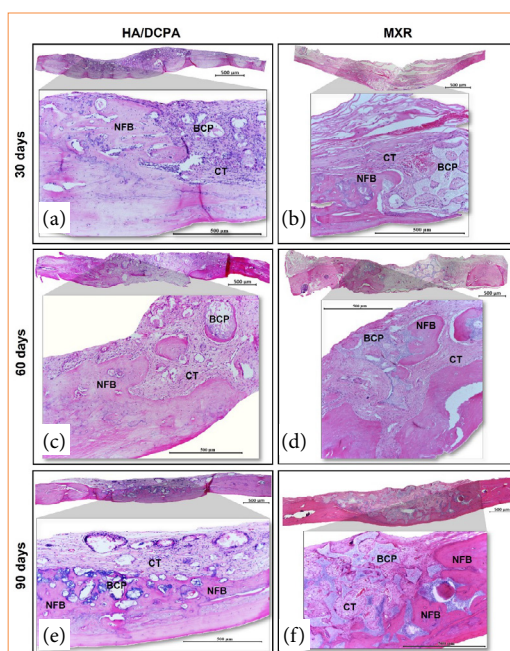 HA/DCPA MXR
30 days
500 µm
500 µm
NFB BCP
CT
(a)
500 µm
CT
BCP
NFB
(b)
500 µm
60 days
500 µm
500 µm
BCP
NFB CT
(c)
500 µm
500 µm
BCP NFB
CT
(d)
90 days
500 µm
500 µm
CT
BCP
NFB NFB
(e)
500 µm
BCP NFB
CT
NFB
(f)